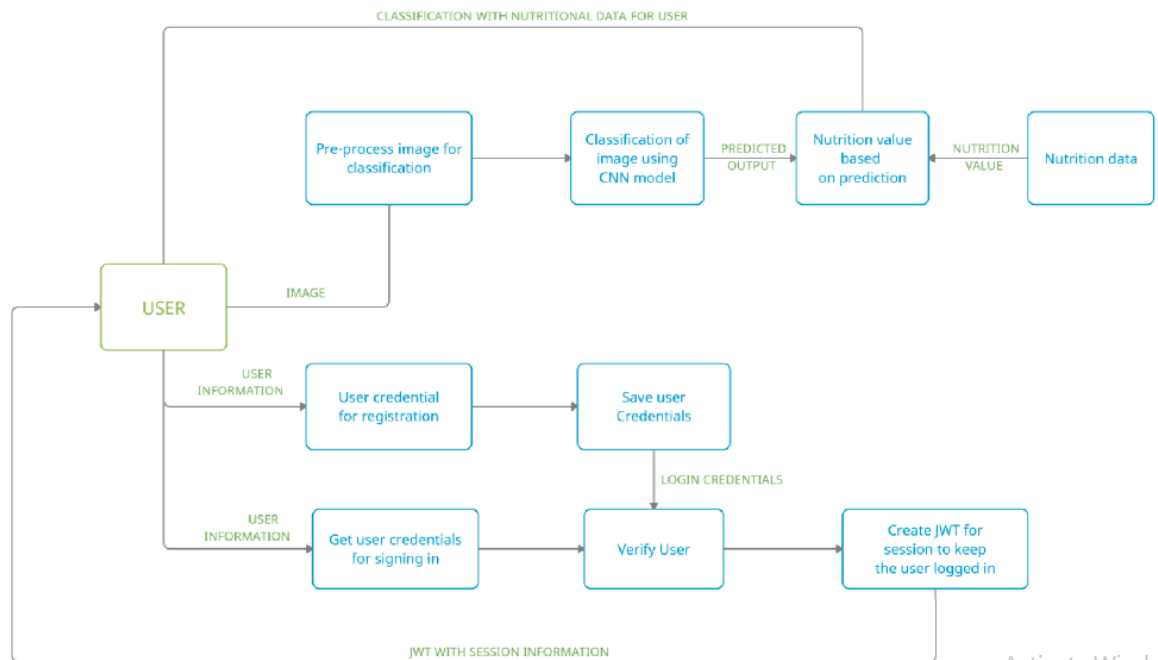 CLASSIFICATION WITH NUTRITIONAL DATA FOR USER
Pre-process image for
classification
Classification of
image using
CNN model
PREDICTED
OUTPUT
Nutrition value
based
on prediction
NUTRITION
VALUE
Nutrition data
USER
IMAGE
USER
INFORMATION
User credential
for registration
Save user
Credentials
LOGIN CREDENTIALS
USER
INFORMATION
Get user credentials
for signing in
Verify User
Create JWT for
session to keep
the user logged in
JWT WITH SESSION INFORMATION